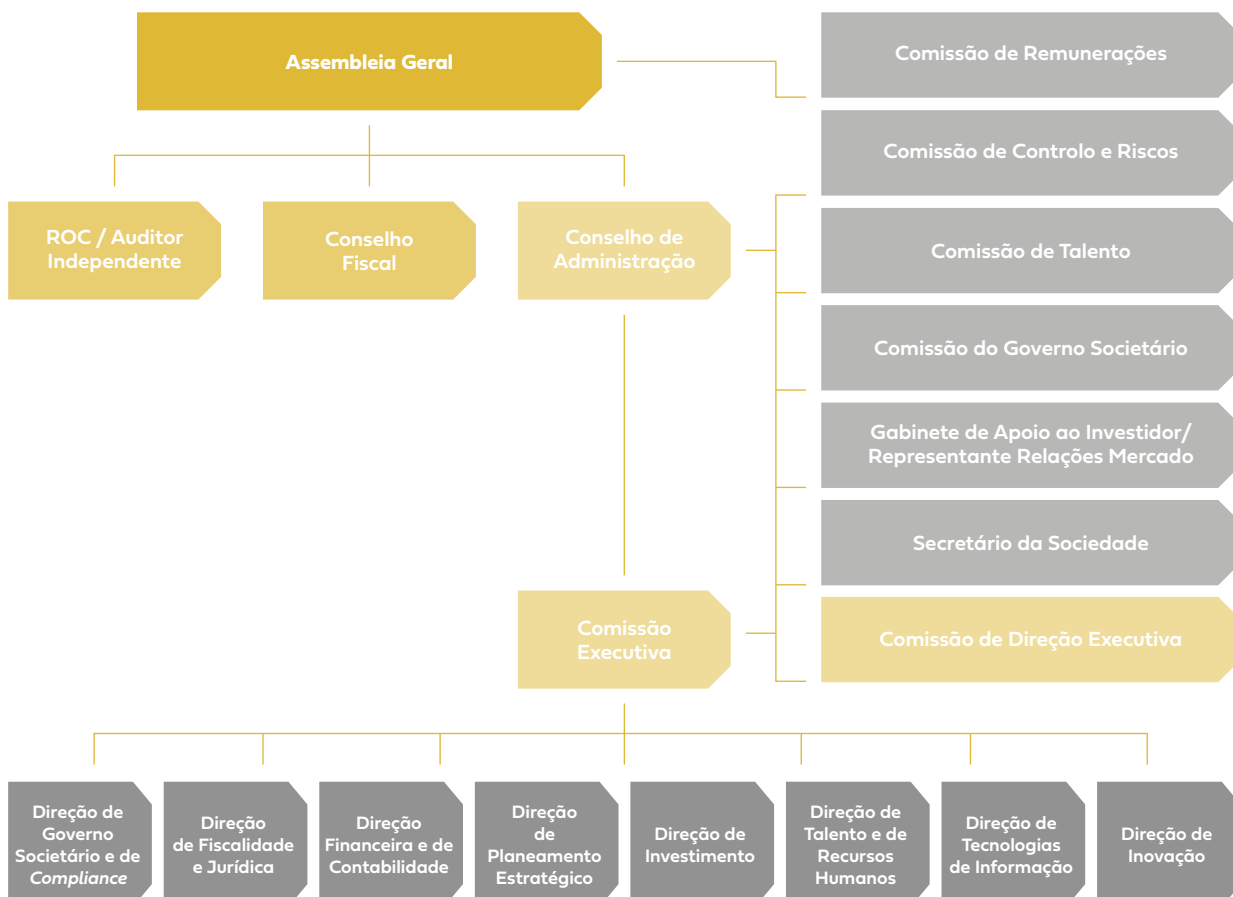 Assembleia Geral
Comissão de Remunerações
Comissão de Controlo e Riscos
ROC / Auditor
Independente
Conselho
Fiscal
Conselho de
Administração
Comissão de Talento
Comissão do Governo Societário
Gabinete de Apoio ao Investidor/
Representante Relações Mercado
Secretário da Sociedade
Comissão
Executiva
Comissão de Direção Executiva
Direção de
Governo
Societário e de
Compliance
Direção
de Fiscalidade
e Jurídica
Direção
Financeira e de
Contabilidade
Direção
de
Planeamento
Estratégico
Direção de
Investimento
Direção de
Talento e de
Recursos
Humanos
Direção de
Tecnologias
de Informação
Direção de
Inovação